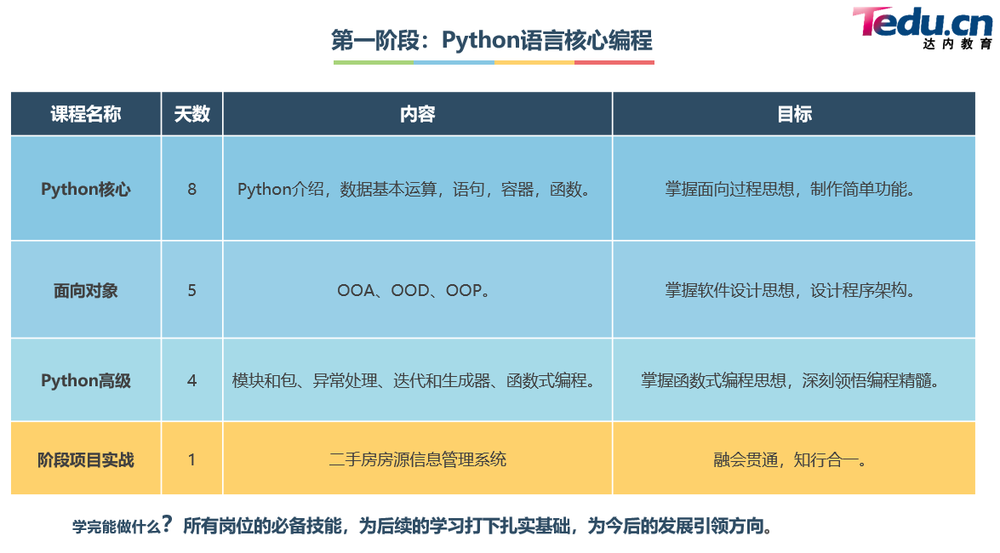 Tedu.cn
达内教育
第一阶段：Python语言核心编程
课程名称 天数 内容 目标
Python核心 8 Python介绍，数据基本运算，语句，容器，函数。 掌握面向过程思想，制作简单功能。
面向对象 5 OOA、OOD、OOP。 掌握软件设计思想，设计程序架构。
Python高级 4 模块和包、异常处理、迭代和生成器、函数式编程。 掌握函数式编程思想，深刻领悟编程精髓。
阶段项目实战 1 二手房房源信息管理系统 融会贯通，知行合一。
学完能做什么？所有岗位的必备技能，为后续的学习打下扎实基础，为今后的发展引领方向。